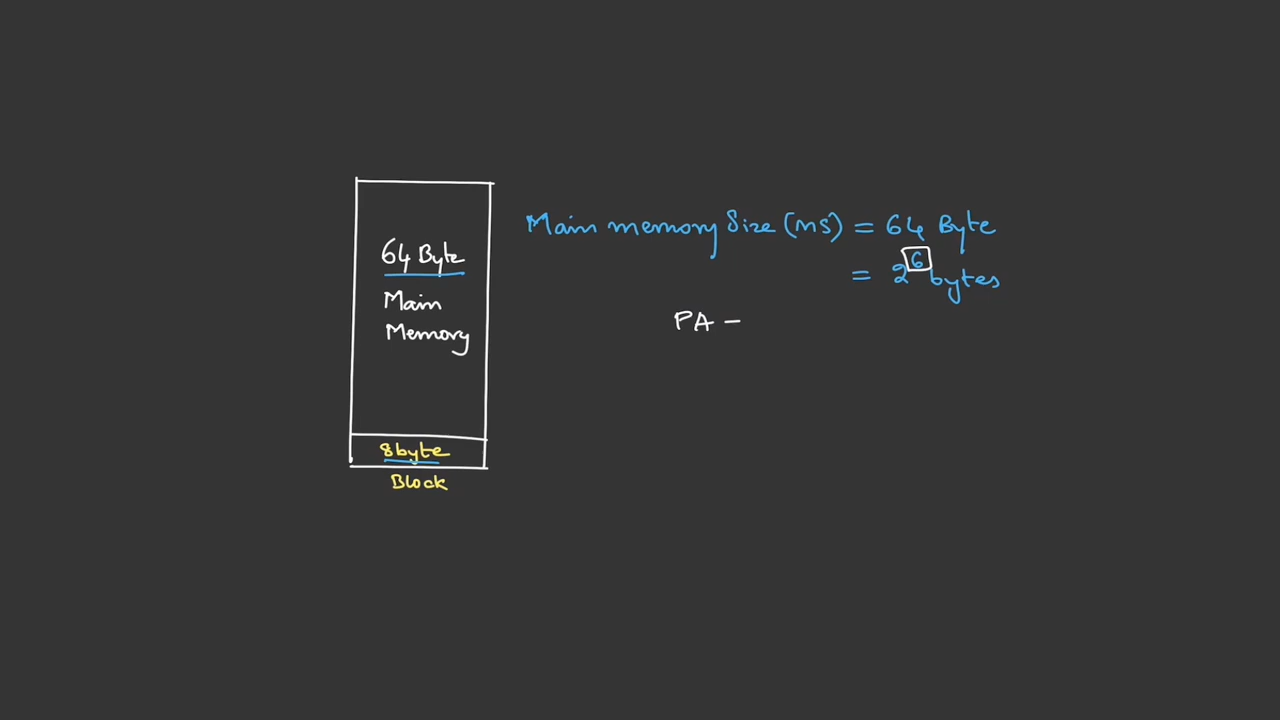 64 Byte
Main
Memory
8byte
Block
Main memory Size (MS) = 64 Byte
= 2^6 bytes
PA -